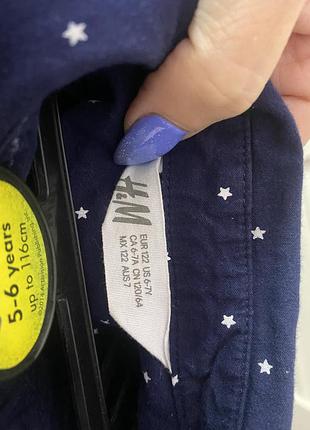 H&M
EUR 122 US 6-7Y
CA 6-7A CN 120/64
MX 122 AUS 7
5-6 years
up to 116cm